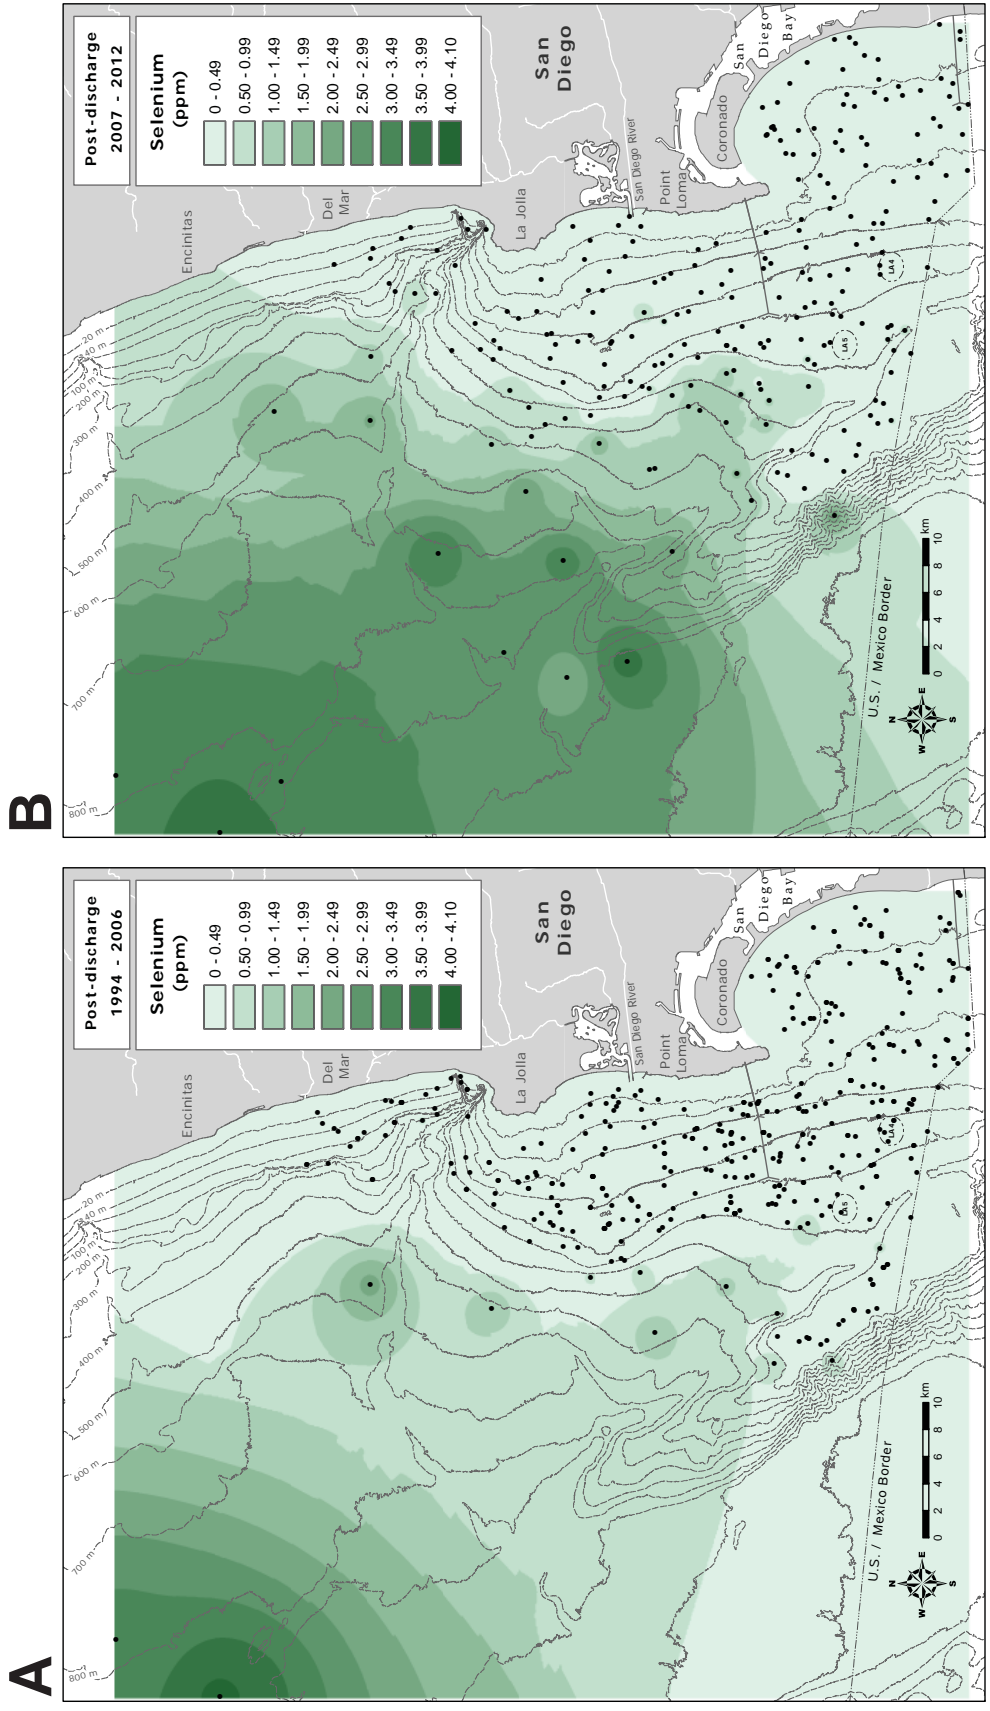 A
Post-discharge
1994 - 2006
Selenium
(ppm)
0 - 0.49
0.50 - 0.99
1.00 - 1.49
1.50 - 1.99
2.00 - 2.49
2.50 - 2.99
3.00 - 3.49
3.50 - 3.99
4.00 - 4.10
Encinitas
Del
Mar
La Jolla
San
Diego
San Diego River
Point
Loma
Coronado
San
Diego
Bay
20 m
40 m
100 m
200 m
300 m
400 m
500 m
600 m
700 m
800 m
LA5
LA4
U.S. / Mexico Border
N
E
S
W
0 2 4 6 8 10
km
B
Post-discharge
2007 - 2012
Selenium
(ppm)
0 - 0.49
0.50 - 0.99
1.00 - 1.49
1.50 - 1.99
2.00 - 2.49
2.50 - 2.99
3.00 - 3.49
3.50 - 3.99
4.00 - 4.10
Encinitas
Del
Mar
La Jolla
San
Diego
San Diego River
Point
Loma
Coronado
San
Diego
Bay
20 m
40 m
100 m
200 m
300 m
400 m
500 m
600 m
700 m
800 m
LA5
LA4
U.S. / Mexico Border
N
E
S
W
0 2 4 6 8 10
km